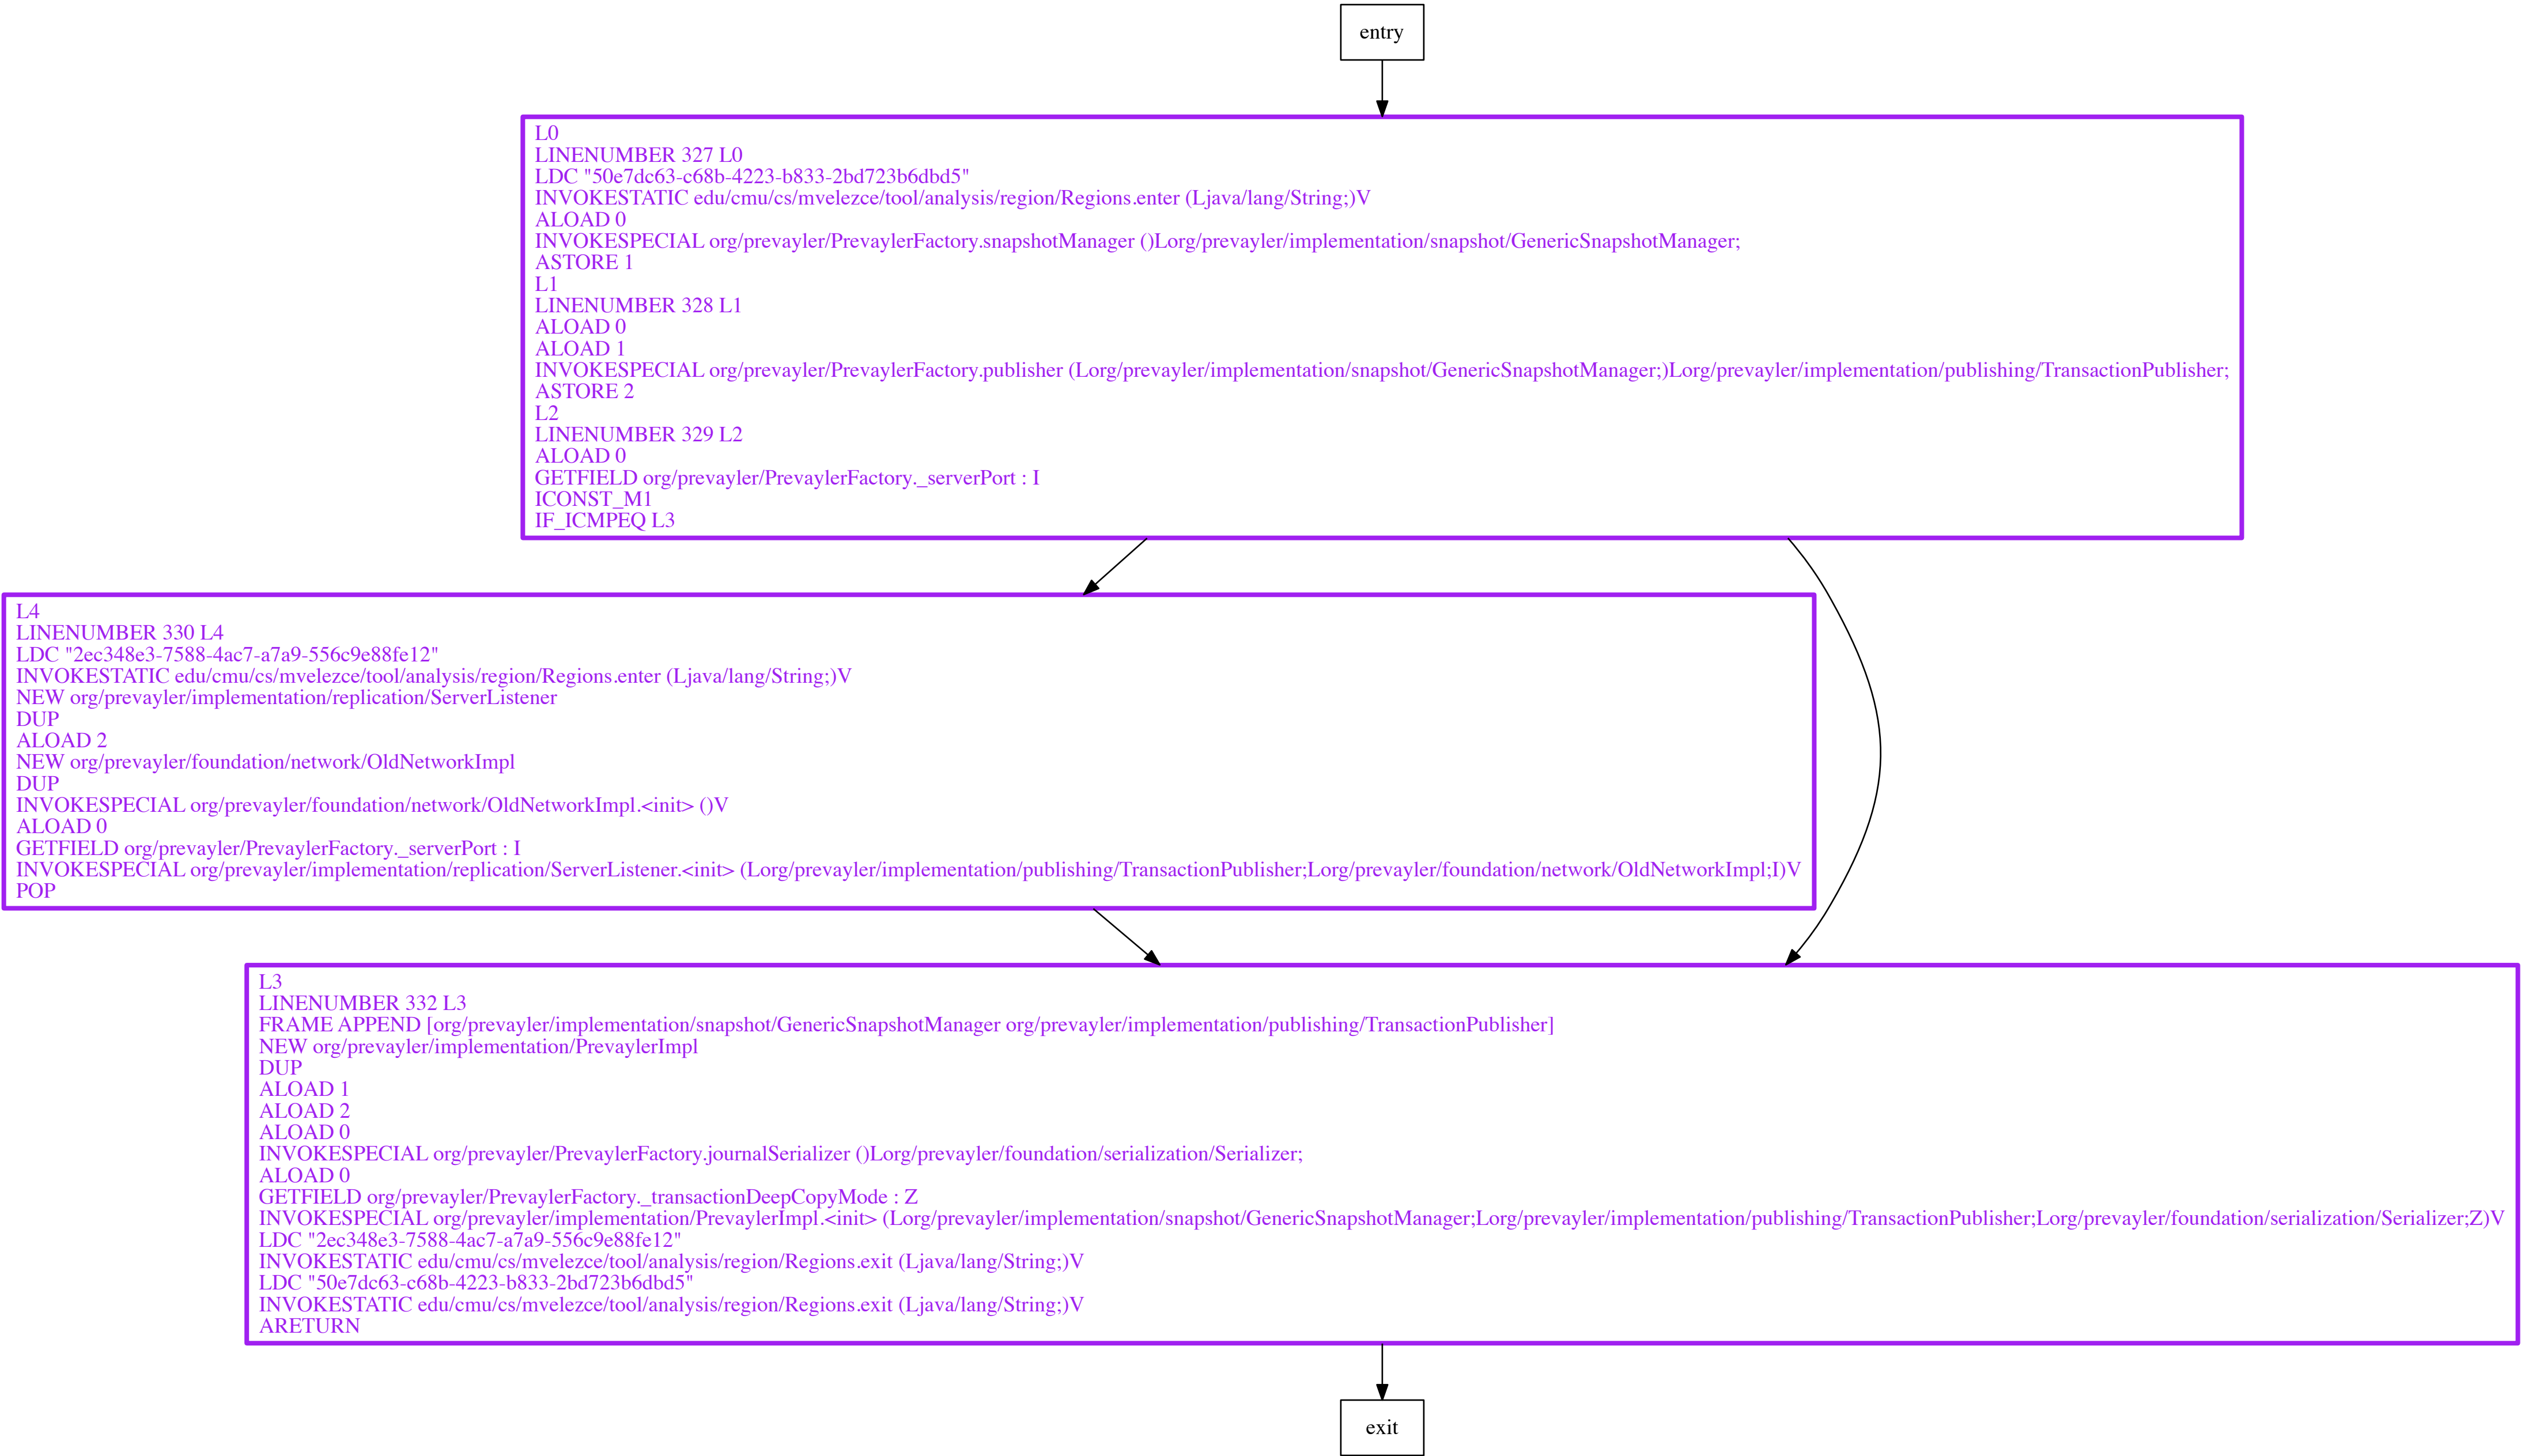 entry
L0
LINENUMBER 327 L0
LDC "50e7dc63-c68b-4223-b833-2bd723b6dbd5"
INVOKESTATIC edu/cmu/cs/mvelezce/tool/analysis/region/Regions.enter (Ljava/lang/String;)V
ALOAD 0
INVOKESPECIAL org/prevayler/PrevaylerFactory.snapshotManager ()Lorg/prevayler/implementation/snapshot/GenericSnapshotManager;
ASTORE 1
L1
LINENUMBER 328 L1
ALOAD 0
ALOAD 1
INVOKESPECIAL org/prevayler/PrevaylerFactory.publisher (Lorg/prevayler/implementation/snapshot/GenericSnapshotManager;)Lorg/prevayler/implementation/publishing/TransactionPublisher;
ASTORE 2
L2
LINENUMBER 329 L2
ALOAD 0
GETFIELD org/prevayler/PrevaylerFactory._serverPort : I
ICONST_M1
IF_ICMPEQ L3
L4
LINENUMBER 330 L4
LDC "2ec348e3-7588-4ac7-a7a9-556c9e88fe12"
INVOKESTATIC edu/cmu/cs/mvelezce/tool/analysis/region/Regions.enter (Ljava/lang/String;)V
NEW org/prevayler/implementation/replication/ServerListener
DUP
ALOAD 2
NEW org/prevayler/foundation/network/OldNetworkImpl
DUP
INVOKESPECIAL org/prevayler/foundation/network/OldNetworkImpl.<init> ()V
ALOAD 0
GETFIELD org/prevayler/PrevaylerFactory._serverPort : I
INVOKESPECIAL org/prevayler/implementation/replication/ServerListener.<init> (Lorg/prevayler/implementation/publishing/TransactionPublisher;Lorg/prevayler/foundation/network/OldNetworkImpl;I)V
POP
L3
LINENUMBER 332 L3
FRAME APPEND [org/prevayler/implementation/snapshot/GenericSnapshotManager org/prevayler/implementation/publishing/TransactionPublisher]
NEW org/prevayler/implementation/PrevaylerImpl
DUP
ALOAD 1
ALOAD 2
ALOAD 0
INVOKESPECIAL org/prevayler/PrevaylerFactory.journalSerializer ()Lorg/prevayler/foundation/serialization/Serializer;
ALOAD 0
GETFIELD org/prevayler/PrevaylerFactory._transactionDeepCopyMode : Z
INVOKESPECIAL org/prevayler/implementation/PrevaylerImpl.<init> (Lorg/prevayler/implementation/snapshot/GenericSnapshotManager;Lorg/prevayler/implementation/publishing/TransactionPublisher;Lorg/prevayler/foundation/serialization/Serializer;Z)V
LDC "2ec348e3-7588-4ac7-a7a9-556c9e88fe12"
INVOKESTATIC edu/cmu/cs/mvelezce/tool/analysis/region/Regions.exit (Ljava/lang/String;)V
LDC "50e7dc63-c68b-4223-b833-2bd723b6dbd5"
INVOKESTATIC edu/cmu/cs/mvelezce/tool/analysis/region/Regions.exit (Ljava/lang/String;)V
ARETURN
exit